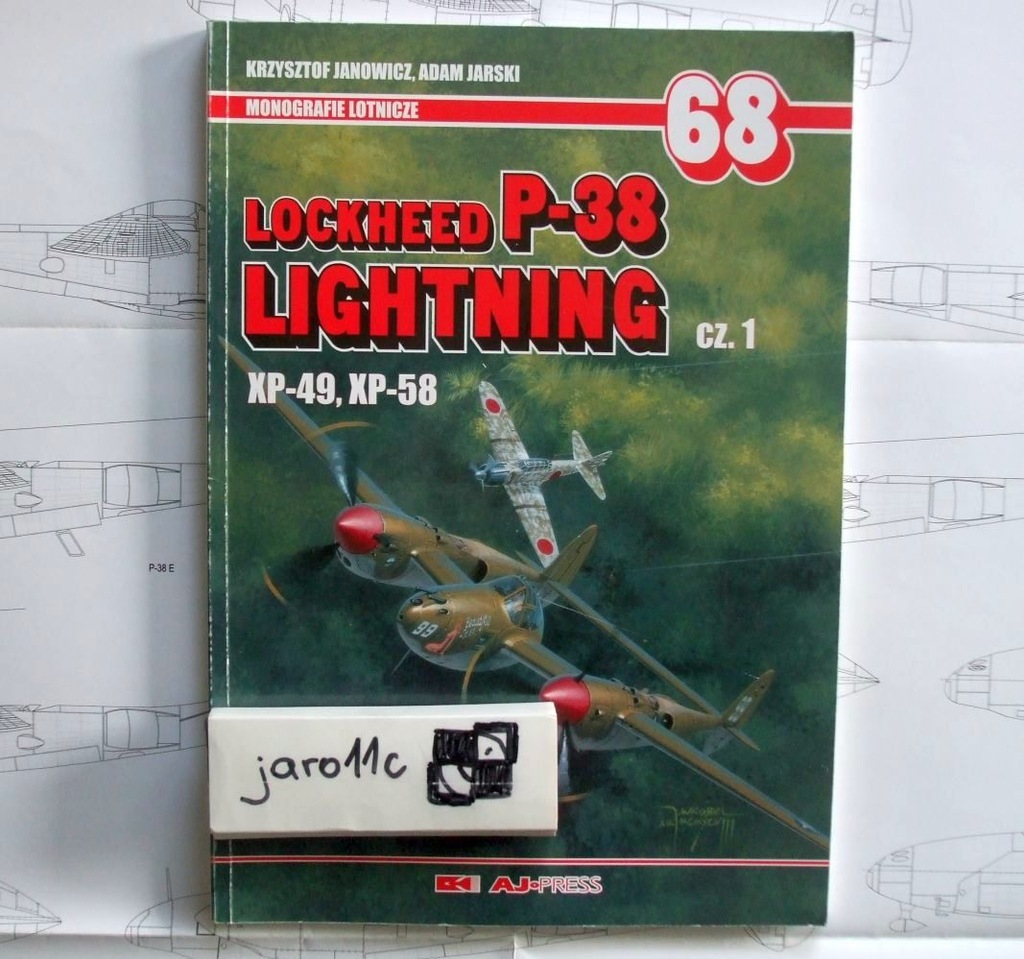 KRZYSZTOF JANOWICZ, ADAM JARSKI
MONOGRAFIE LOTNICZE
68
LOCKHEED P-38
LIGHTNING
CZ. 1
XP-49, XP-58
P-38 E
99
jaro11c
AJ-PRESS